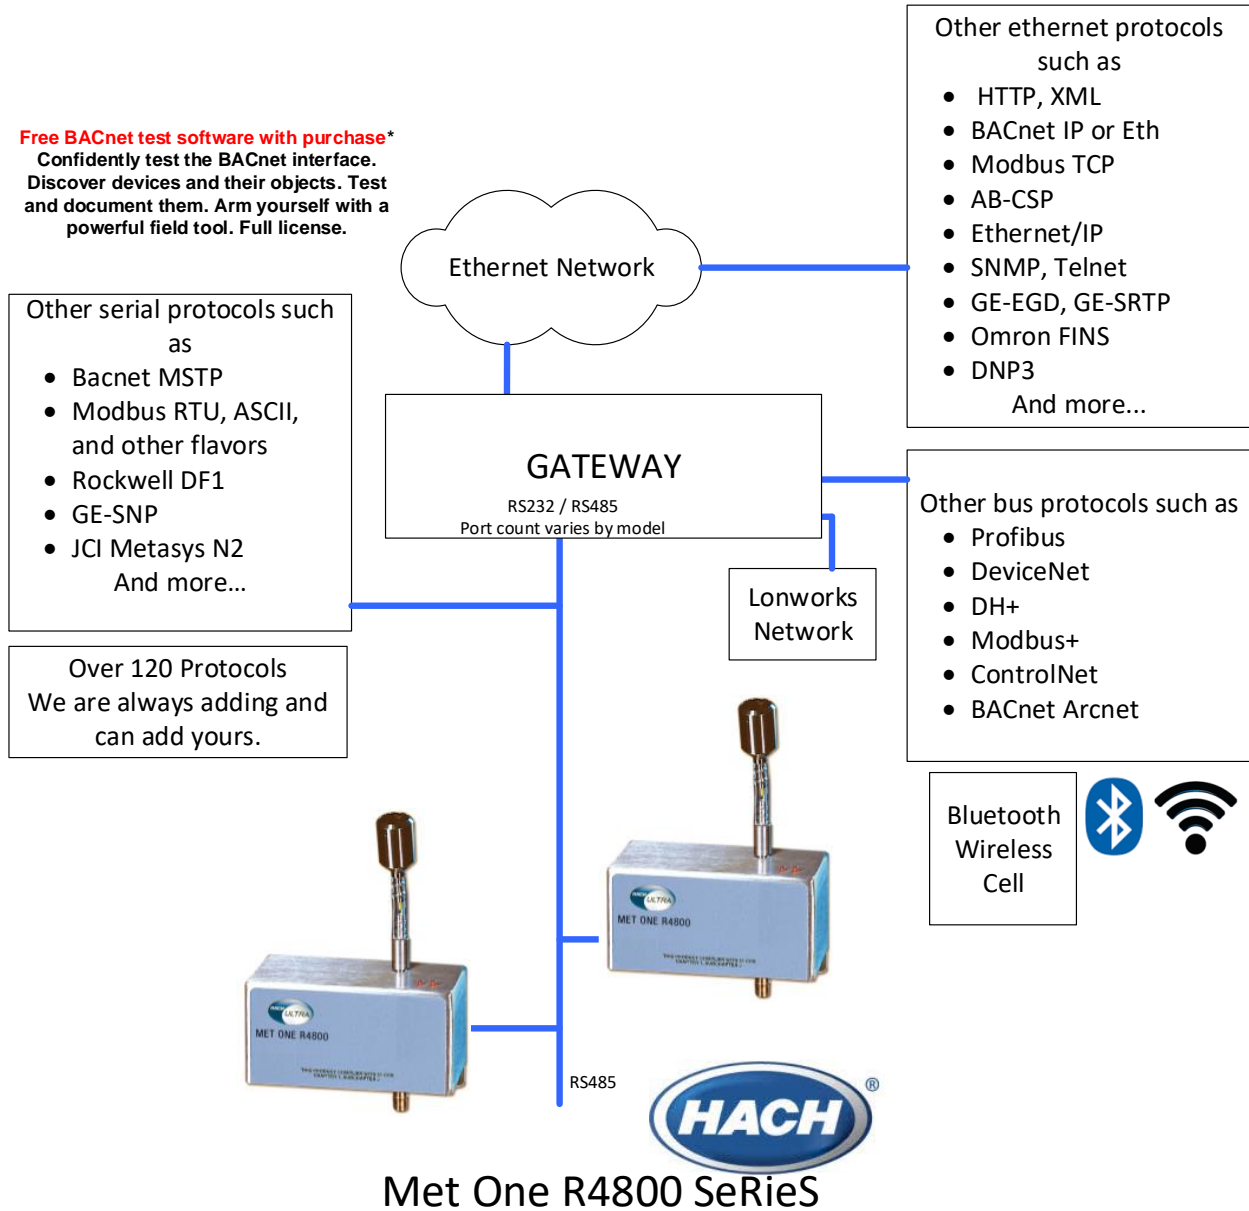 Free BACnet test software with purchase*
Confidently test the BACnet interface.
Discover devices and their objects. Test
and document them. Arm yourself with a
powerful field tool. Full license.
Other ethernet protocols
such as
• HTTP, XML
• BACnet IP or Eth
• Modbus TCP
• AB-CSP
• Ethernet/IP
• SNMP, Telnet
• GE-EGD, GE-SRTP
• Omron FINS
• DNP3
And more...
Ethernet Network
Other serial protocols such
as
• Bacnet MSTP
• Modbus RTU, ASCII,
and other flavors
• Rockwell DF1
• GE-SNP
• JCI Metasys N2
And more...
GATEWAY
RS232 / RS485
Port count varies by model
Other bus protocols such as
• Profibus
• DeviceNet
• DH+
• Modbus+
• ControlNet
• BACnet Arcnet
Lonworks
Network
Over 120 Protocols
We are always adding and
can add yours.
Bluetooth
Wireless
Cell
HACH
ULTRA
MET ONE R4800
HACH
ULTRA
MET ONE R4800
RS485
HACH®
Met One R4800 SeRieS